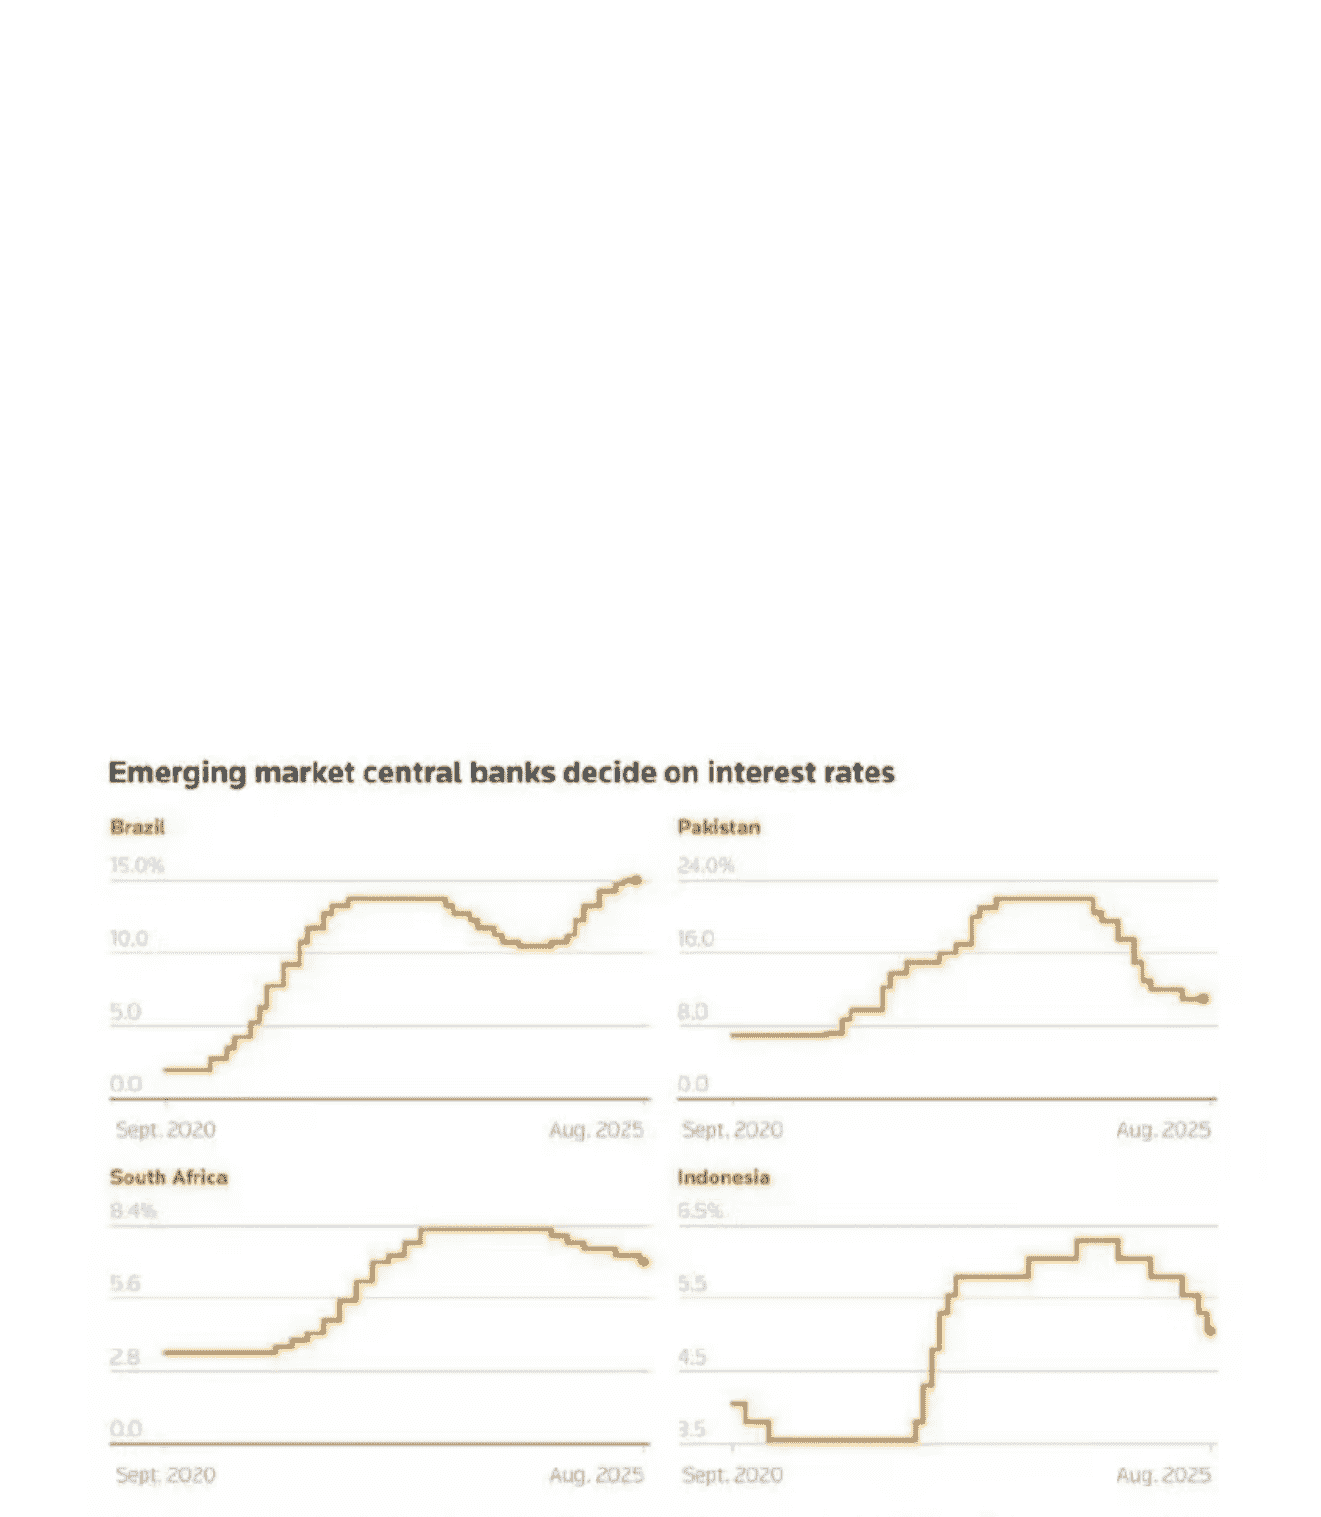 Emerging market central banks decide on interest rates
Brazil
15.0%
10.0
5.0
0.0
Sept. 2020 Aug. 2025
Pakistan
24.0%
16.0
8.0
0.0
Sept. 2020 Aug. 2025
South Africa
8.4%
5.6
2.8
0.0
Sept. 2020 Aug. 2025
Indonesia
6.5%
5.5
4.5
3.5
Sept. 2020 Aug. 2025